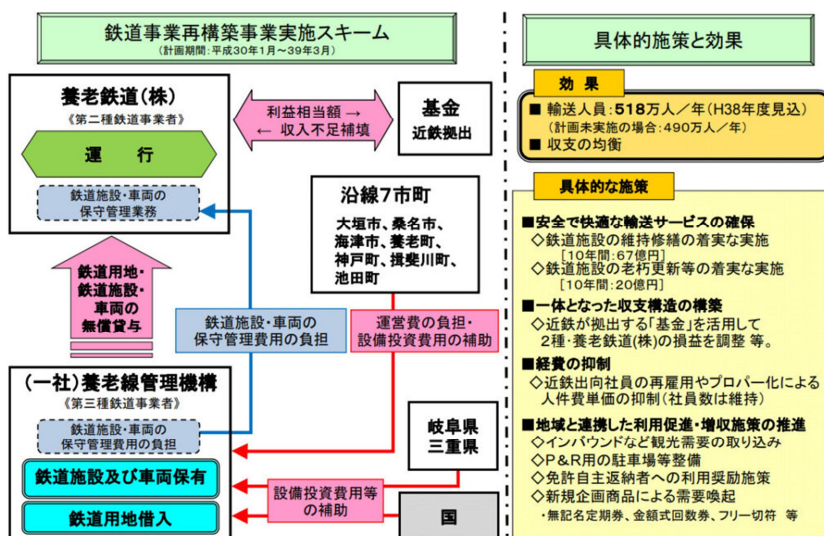 鉄道事業再構築事業実施スキーム
(計画期間:平成30年1月～39年3月)
養老鉄道(株)
《第二種鉄道事業者》
運 行
鉄道施設・車両の
保守管理業務
利益相当額 →
← 収入不足補填
基金
近鉄拠出
沿線7市町
大垣市、桑名市、
海津市、養老町、
神戸町、揖斐川町、
池田町
鉄道用地・
鉄道施設・
車両の
無償貸与
鉄道施設・車両の
保守管理費用の負担
運営費の負担・
設備投資費用の補助
(一社)養老線管理機構
《第三種鉄道事業者》
鉄道施設・車両の
保守管理費用の負担
鉄道施設及び車両保有
鉄道用地借入
岐阜県
三重県
設備投資費用等
の補助
国
具体的施策と効果
効 果
■ 輸送人員:518万人/年(H38年度見込)
(計画未実施の場合:490万人/年)
■ 収支の均衡
具体的な施策
■安全で快適な輸送サービスの確保
◇鉄道施設の維持修繕の着実な実施
[10年間:67億円]
◇鉄道施設の老朽更新等の着実な実施
[10年間:20億円]
■一体となった収支構造の構築
◇近鉄が拠出する「基金」を活用して
2種・養老鉄道(株)の損益を調整 等。
■経費の抑制
◇近鉄出向社員の再雇用やプロパー化による
人件費単価の抑制(社員数は維持)
■地域と連携した利用促進・増収施策の推進
◇インバウンドなど観光需要の取り込み
◇P&R用の駐車場等整備
◇免許自主返納者への利用奨励施策
◇新規企画商品による需要喚起
・無記名定期券、金額式回数券、フリー切符 等